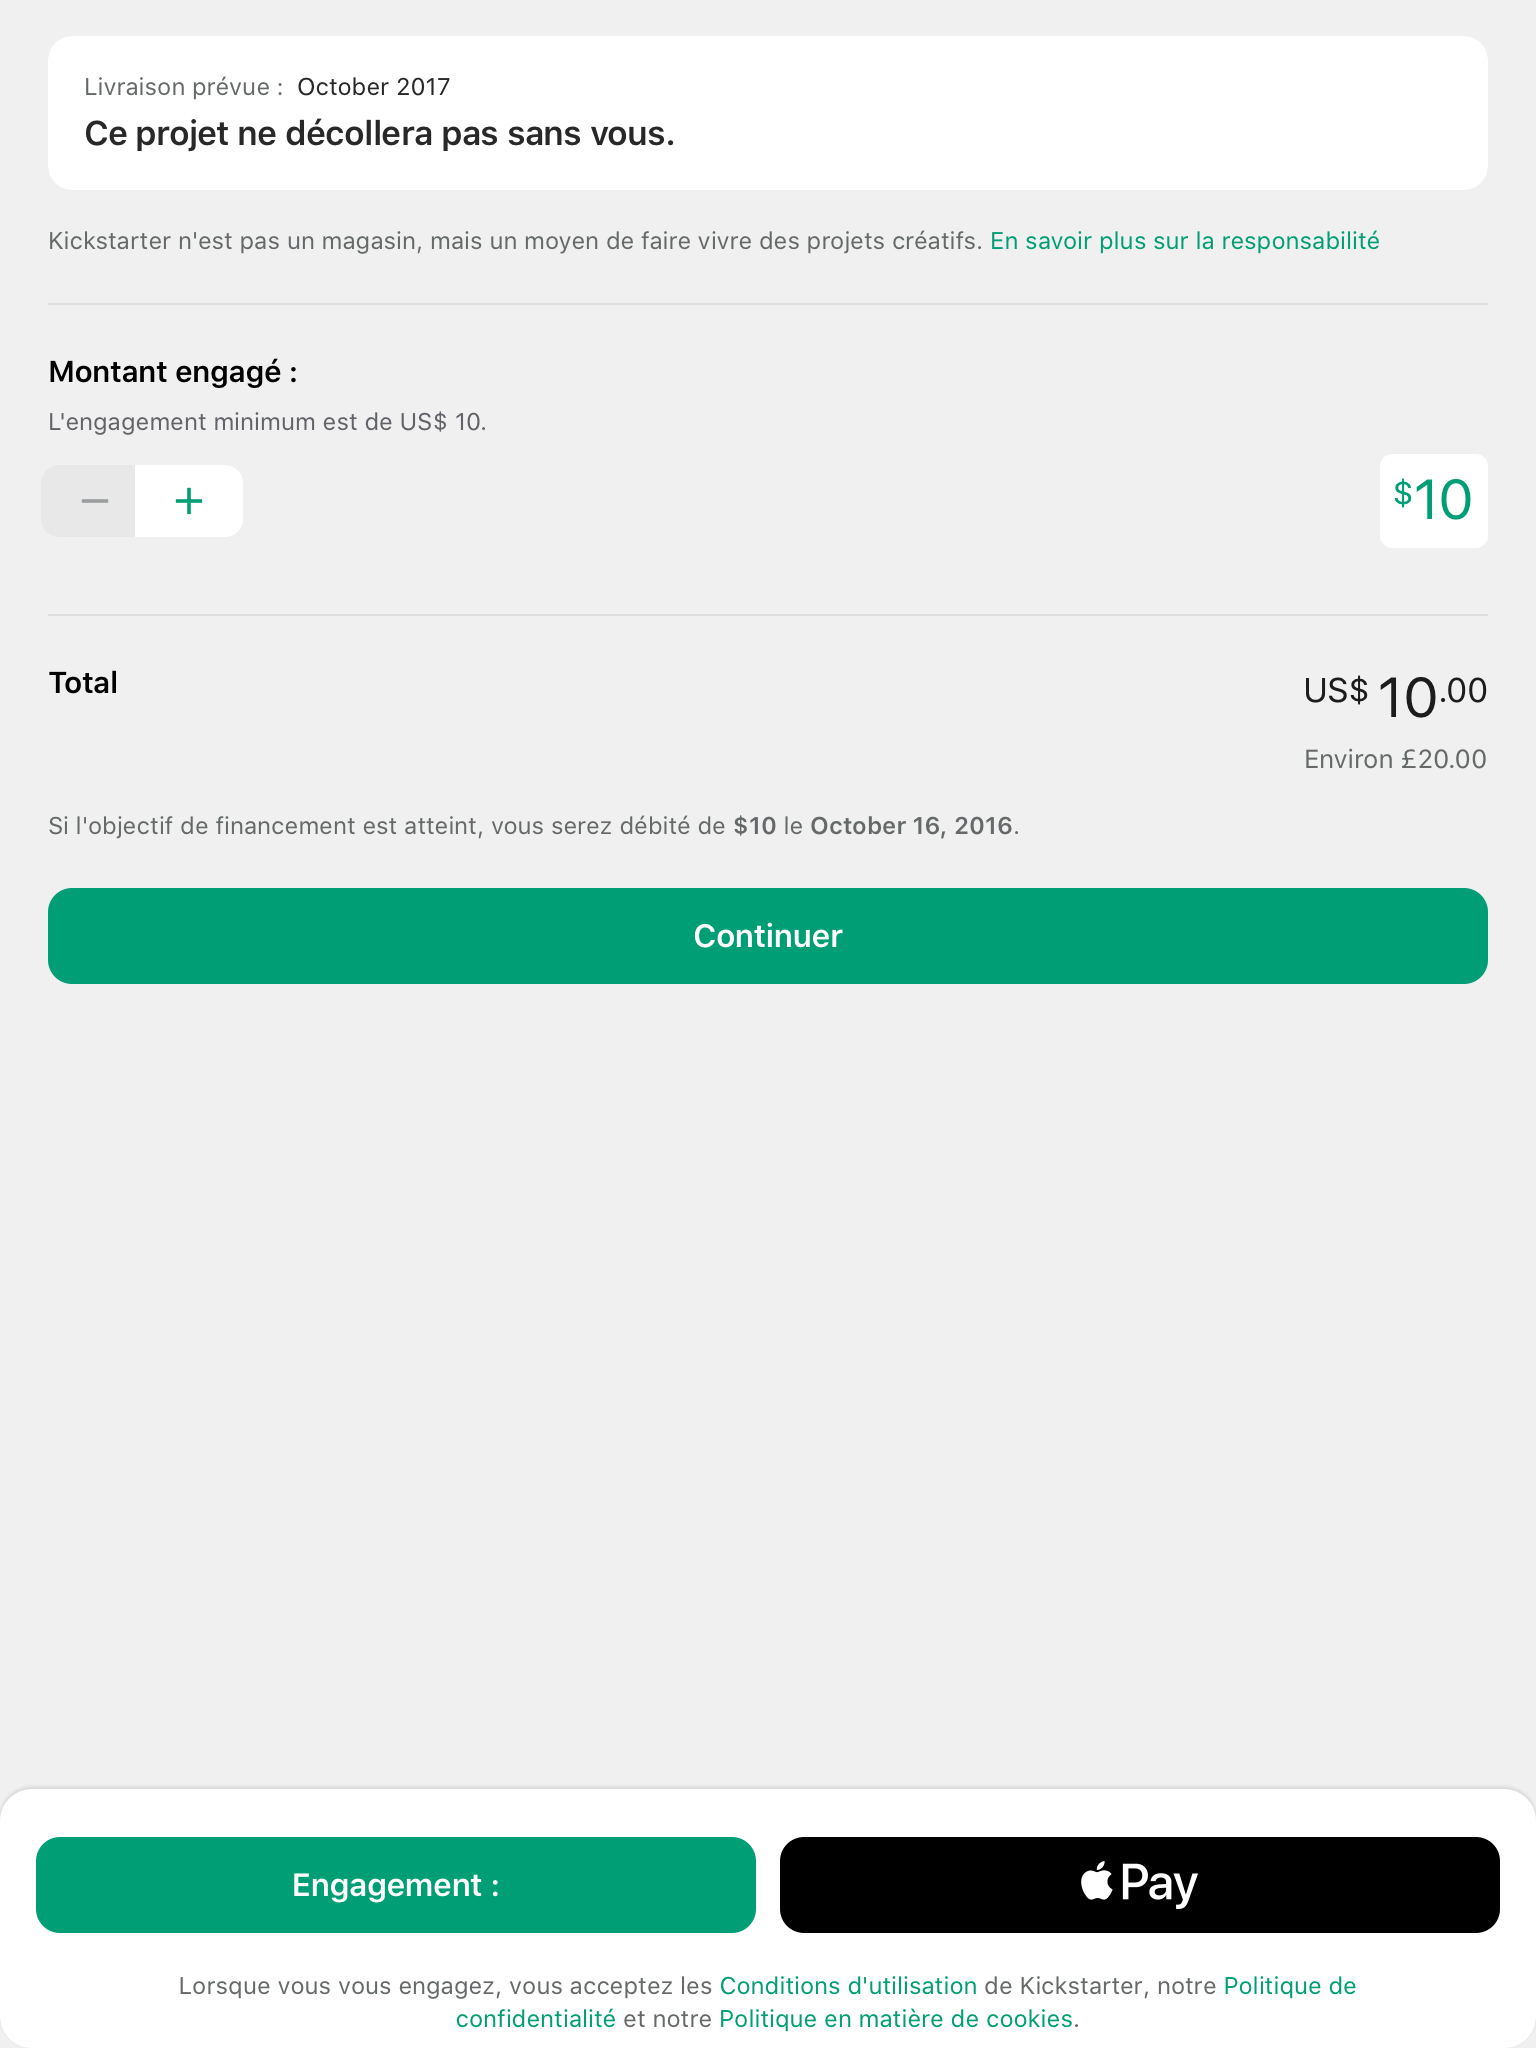 Livraison prévue : October 2017
Ce projet ne décollera pas sans vous.
Kickstarter n'est pas un magasin, mais un moyen de faire vivre des projets créatifs. En savoir plus sur la responsabilité
Montant engagé :
L'engagement minimum est de US$ 10.
$10
Total
US$ 10.00
Environ £20.00
Si l'objectif de financement est atteint, vous serez débité de $10 le October 16, 2016.
Continuer
Engagement :
Pay
Lorsque vous vous engagez, vous acceptez les Conditions d'utilisation de Kickstarter, notre Politique de
confidentialité et notre Politique en matière de cookies.